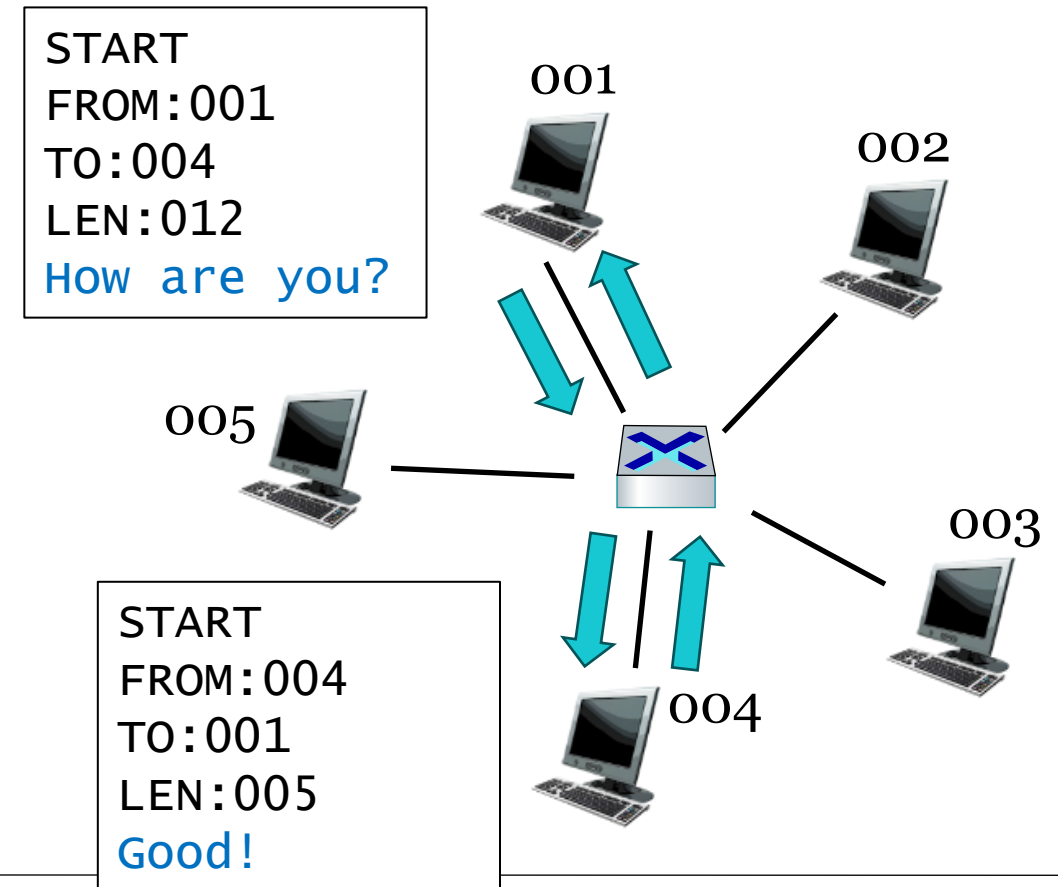 START
FROM:001
TO:004
LEN:012
How are you?
001
002
005
003
START
FROM:004
TO:001
LEN:005
Good!
004